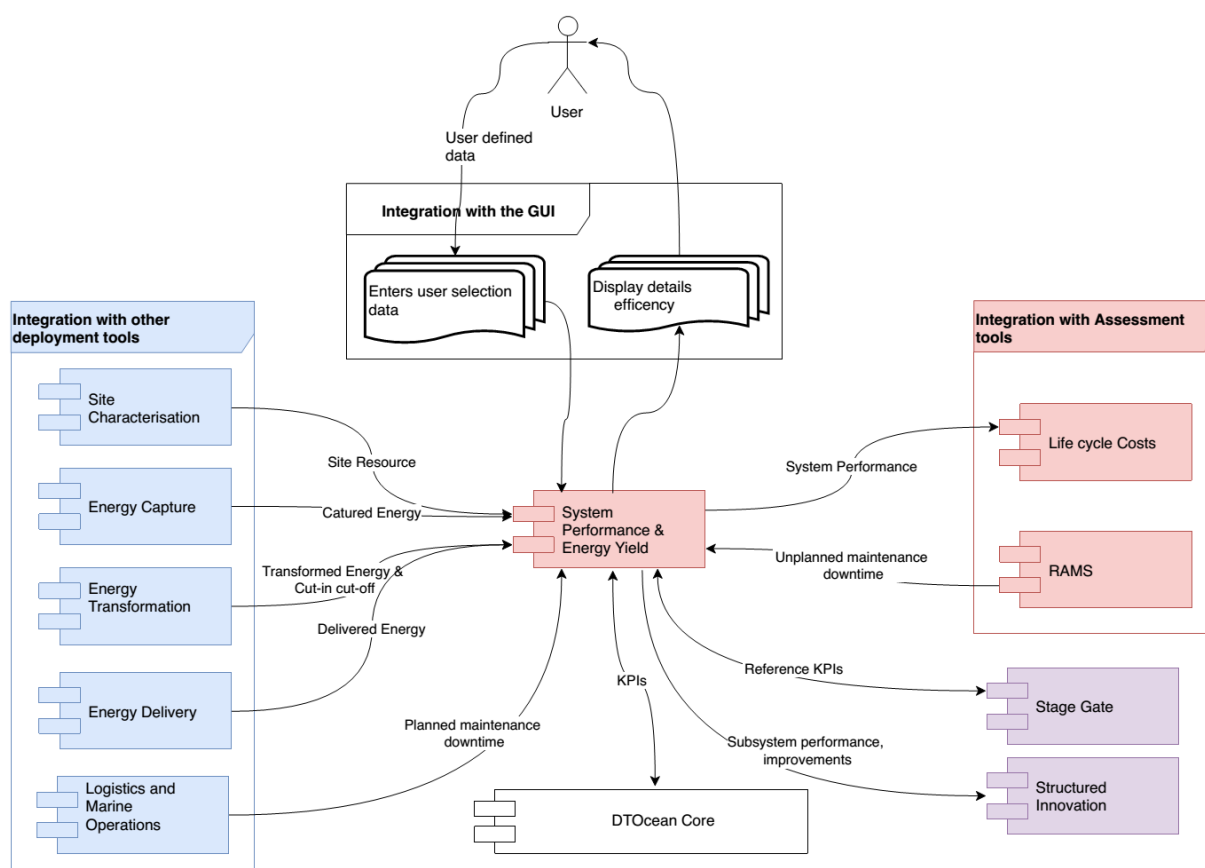 User
User defined
data
Integration with the GUI
Enters user selection
data
Display details
efficency
Integration with other
deployment tools
Site
Characterisation
Energy Capture
Energy
Transformation
Energy Delivery
Logistics and
Marine
Operations
Site Resource
Catured Energy
Transformed Energy &
Cut-in cut-off
Delivered Energy
Planned maintenance
downtime
System
Performance &
Energy Yield
KPIs
DTOcean Core
Integration with Assessment
tools
Life cycle Costs
RAMS
System Performance
Unplanned maintenance
downtime
Reference KPIs
Subsystem performance,
improvements
Stage Gate
Structured
Innovation